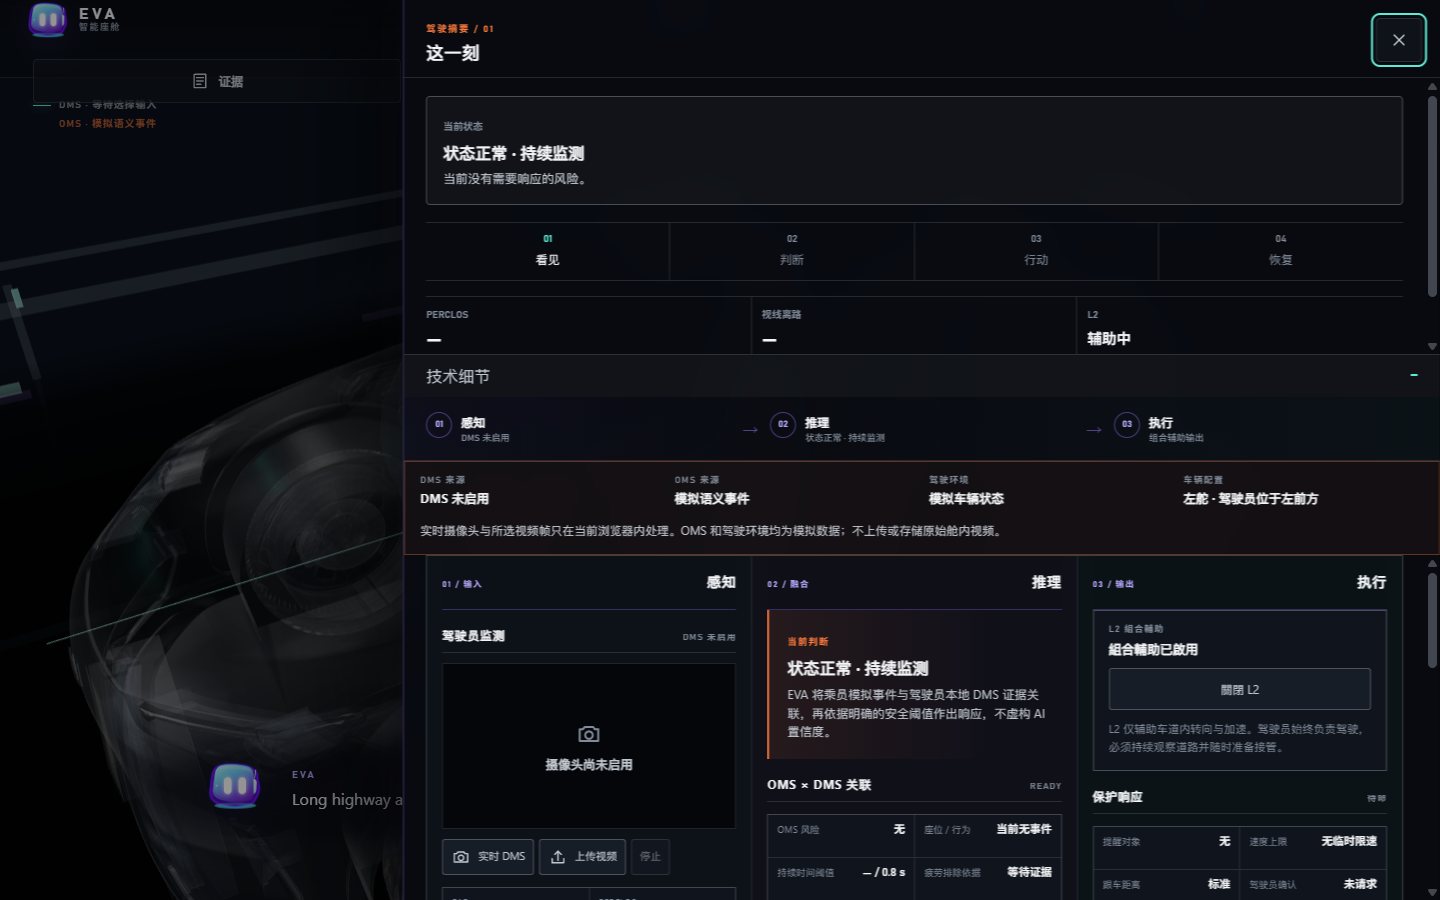 EVA
智能座舱
证据
DMS · 等待选择输入
OMS · 模拟语义事件
驾驶摘要 / 01
这一刻
当前状态
状态正常 · 持续监测
当前没有需要响应的风险。
01
看见
02
判断
03
行动
04
恢复
PERCLOS
—
视线离路
—
L2
辅助中
技术细节
01
感知
DMS 未启用
→
02
推理
状态正常 · 持续监测
→
03
执行
组合辅助输出
DMS 来源
DMS 未启用
OMS 来源
模拟语义事件
驾驶环境
模拟车辆状态
车辆配置
左舵 · 驾驶员位于左前方
实时摄像头与所选视频帧只在当前浏览器内处理。OMS 和驾驶环境均为模拟数据；不上传或存储原始舱内视频。
01 / 输入
感知
驾驶员监测
DMS 未启用
摄像头尚未启用
实时 DMS
上传视频
停止
02 / 融合
推理
当前判断
状态正常 · 持续监测
EVA 将乘员模拟事件与驾驶员本地 DMS 证据关
联，再依据明确的安全阈值作出响应，不虚构 AI
置信度。
OMS × DMS 关联
READY
OMS 风险
无
座位 / 行为
当前无事件
持续时间阈值
— / 0.8 s
疲劳排除依据
等待证据
03 / 输出
执行
L2 组合輔助
組合輔助已啟用
關閉 L2
L2 仅辅助车道内转向与加速。驾驶员始终负责驾驶，
必须持续观察道路并随时准备接管。
保护响应
待命
提醒对象
无
速度上限
无临时限速
跟车距离
标准
驾驶员确认
未请求
EVA
Long highway a